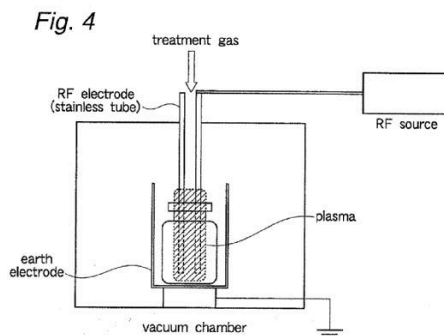 Fig. 4
treatment gas
RF electrode
(stainless tube)
RF source
plasma
earth
electrode
vacuum chamber